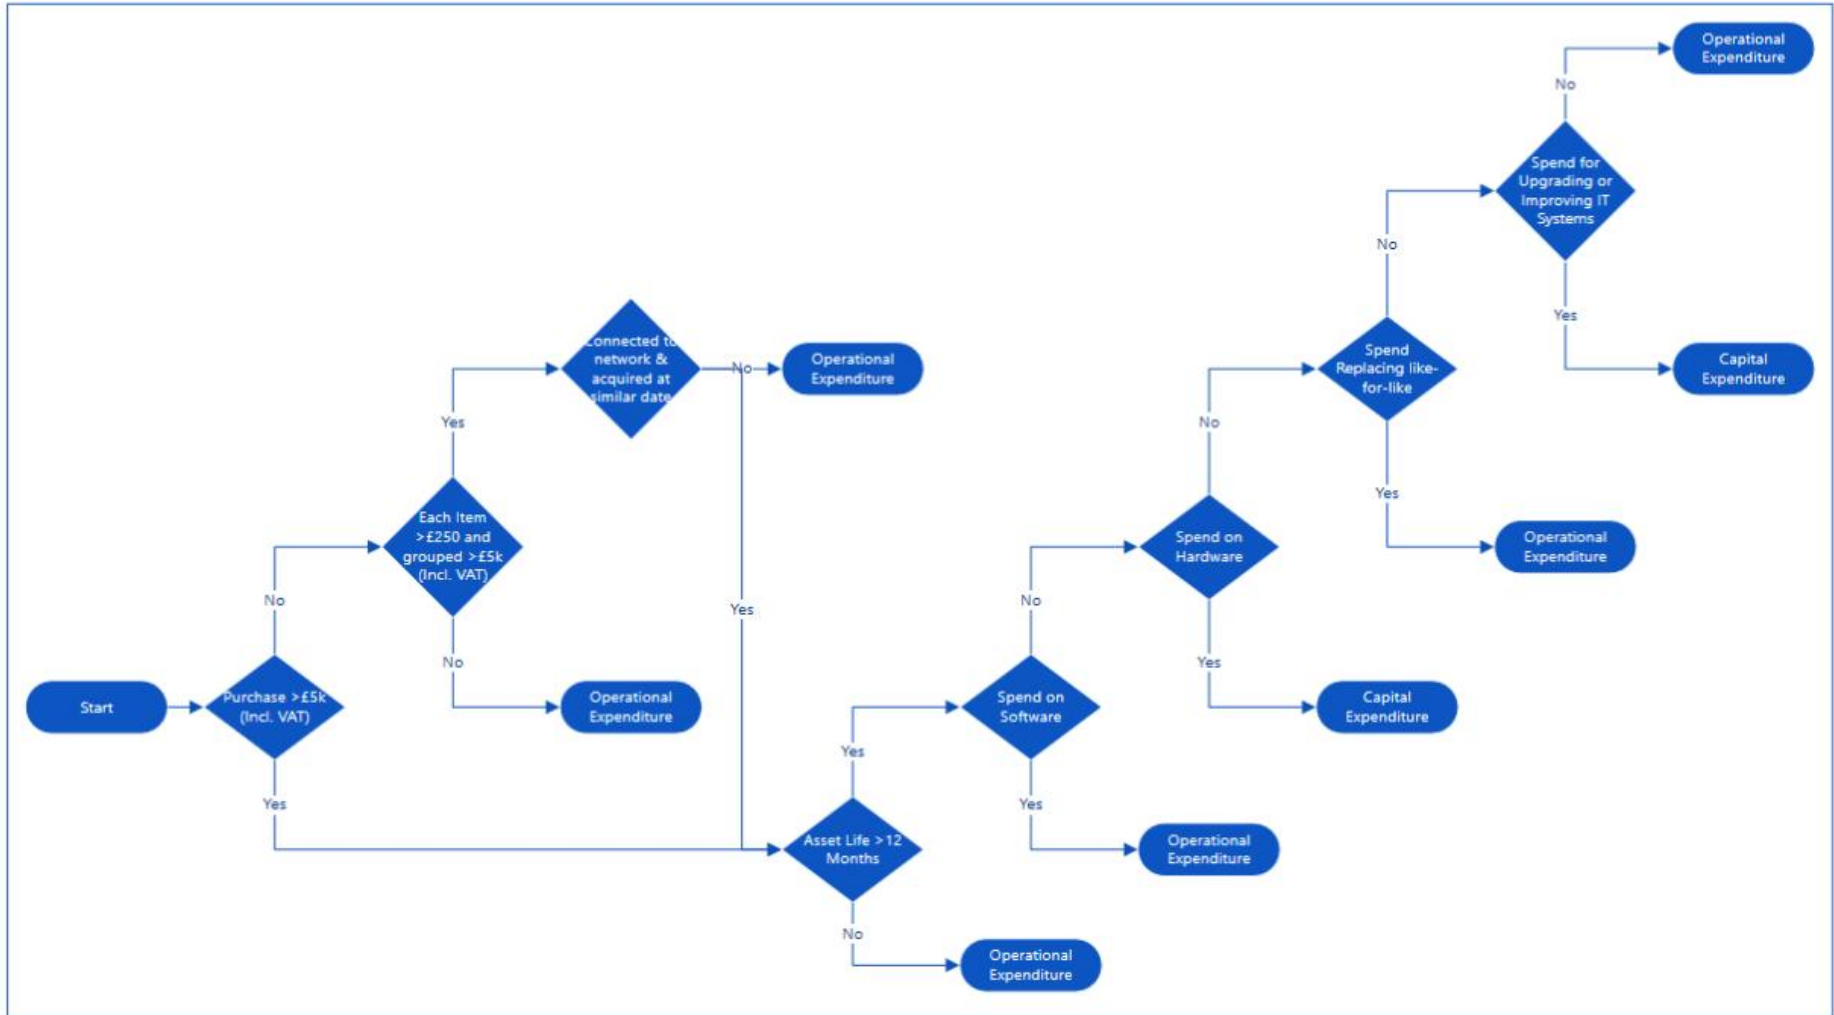 Operational
Expenditure
No
Spend for
Upgrading or
Improving IT
Systems
No
Yes
Connected to
network &
acquired at
similar date
No
Operational
Expenditure
Spend
Replacing like-
for-like
Capital
Expenditure
Yes
No
Yes
Each Item
>£250 and
grouped >£5k
(Incl. VAT)
Spend on
Hardware
Operational
Expenditure
No
Yes
No
No
Yes
Start
Purchase >£5k
(Incl. VAT)
Operational
Expenditure
Spend on
Software
Capital
Expenditure
Yes
Yes
Yes
Asset Life >12
Months
Operational
Expenditure
No
Operational
Expenditure